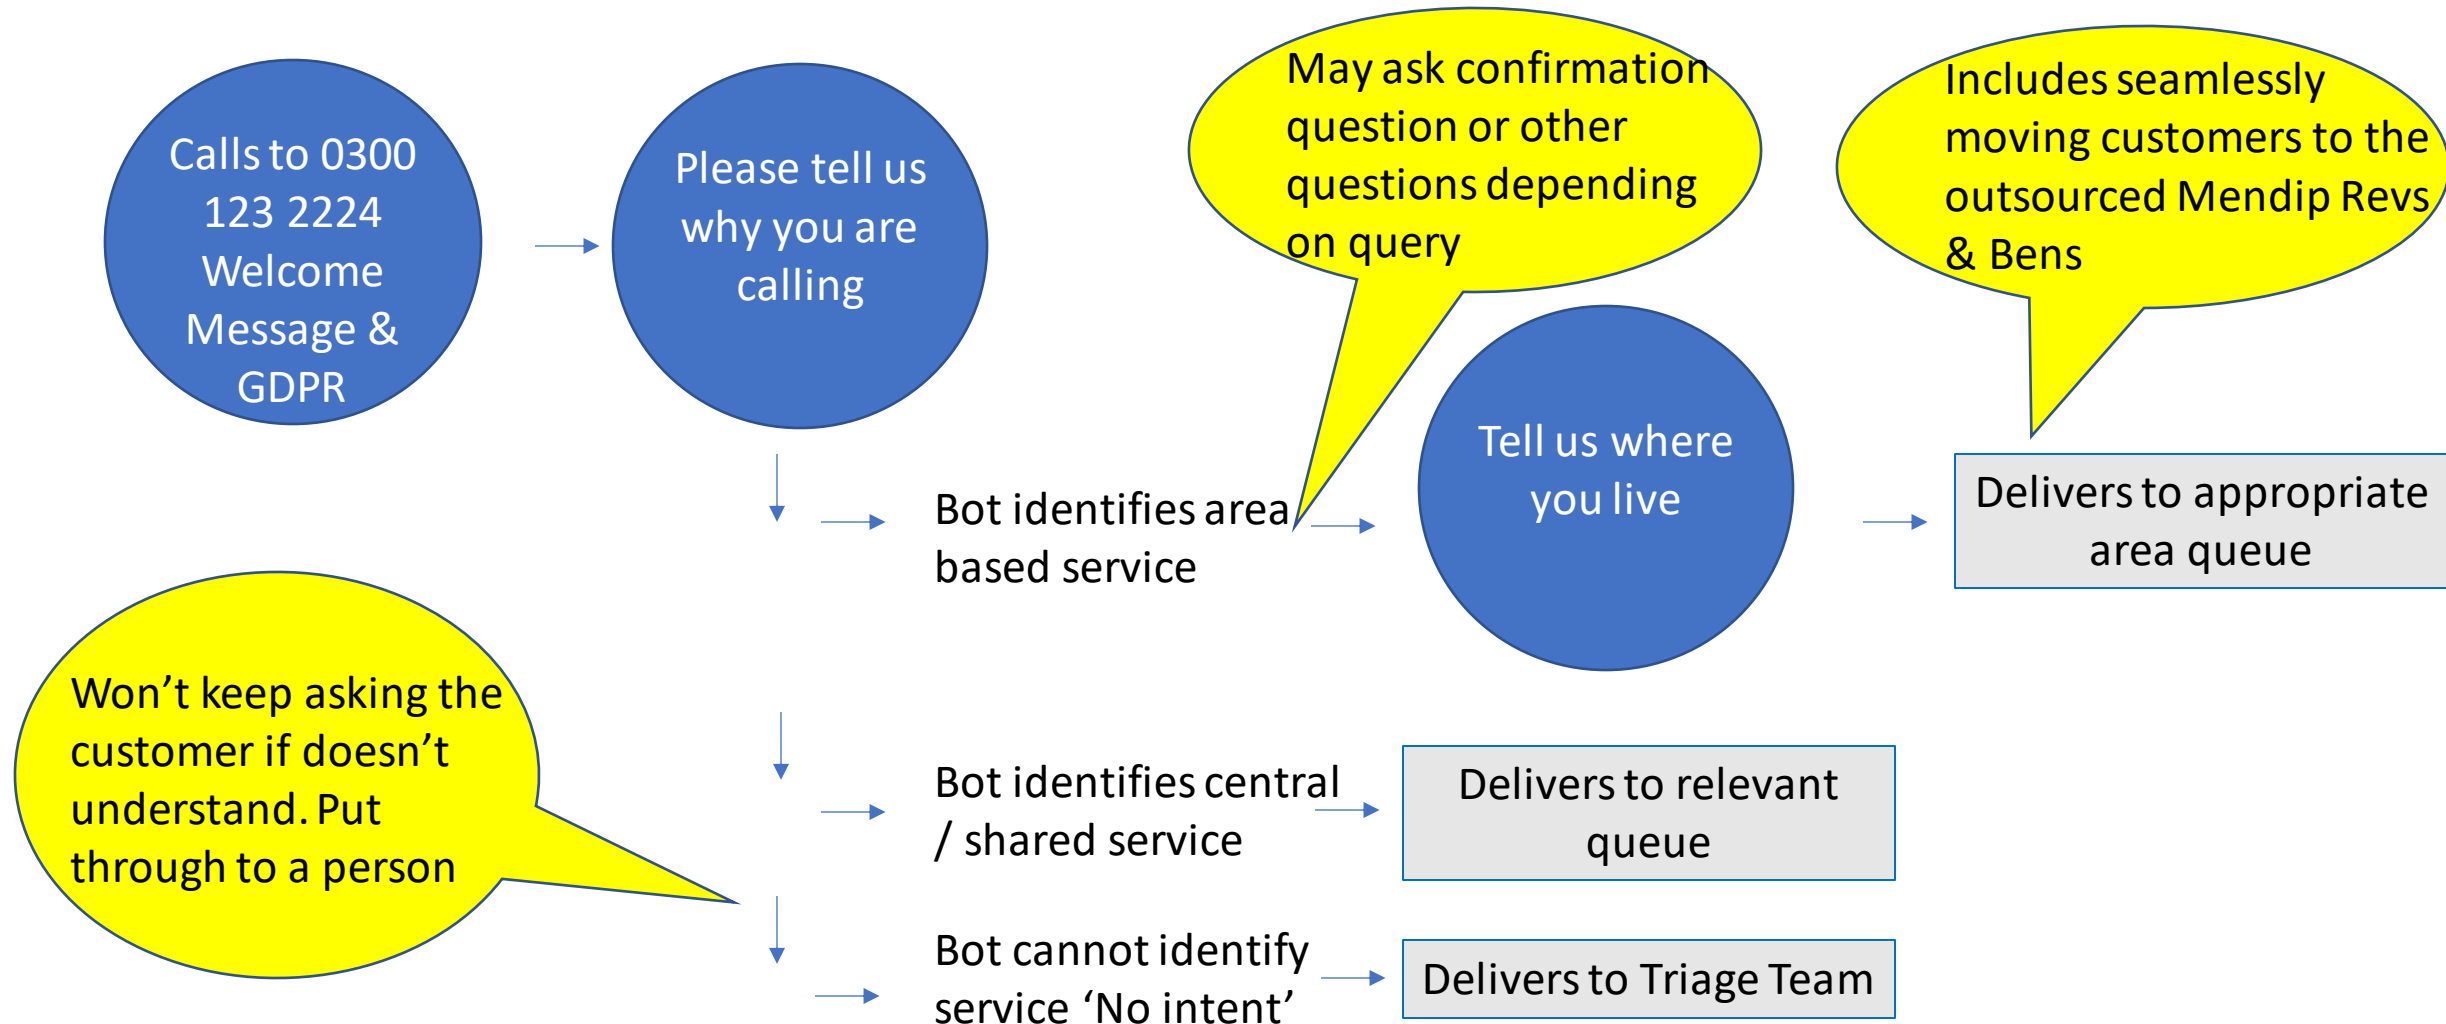 Calls to 0300
123 2224
Welcome
Message &
GDPR
Please tell us
why you are
calling
May ask confirmation
question or other
questions depending
on query
Includes seamlessly
moving customers to the
outsourced Mendip Revs
& Bens
Bot identifies area
based service
Tell us where
you live
Delivers to appropriate
area queue
Won’t keep asking the
customer if doesn’t
understand. Put
through to a person
Bot identifies central
/ shared service
Delivers to relevant
queue
Bot cannot identify
service ‘No intent’
Delivers to Triage Team